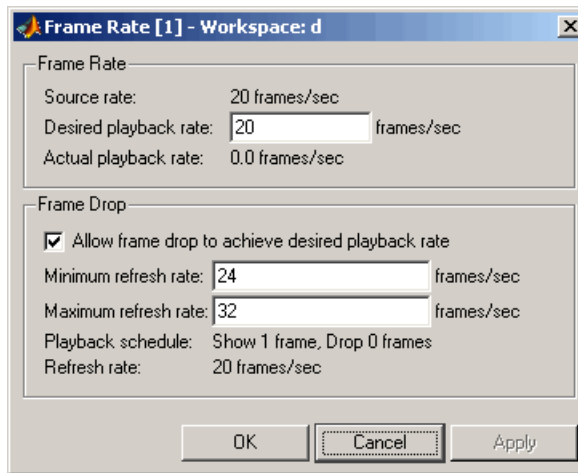 Frame Rate [1] - Workspace: d
Frame Rate
Source rate: 20 frames/sec
Desired playback rate: 20 frames/sec
Actual playback rate: 0.0 frames/sec
Frame Drop
Allow frame drop to achieve desired playback rate
Minimum refresh rate: 24 frames/sec
Maximum refresh rate: 32 frames/sec
Playback schedule: Show 1 frame, Drop 0 frames
Refresh rate: 20 frames/sec
OK Cancel Apply